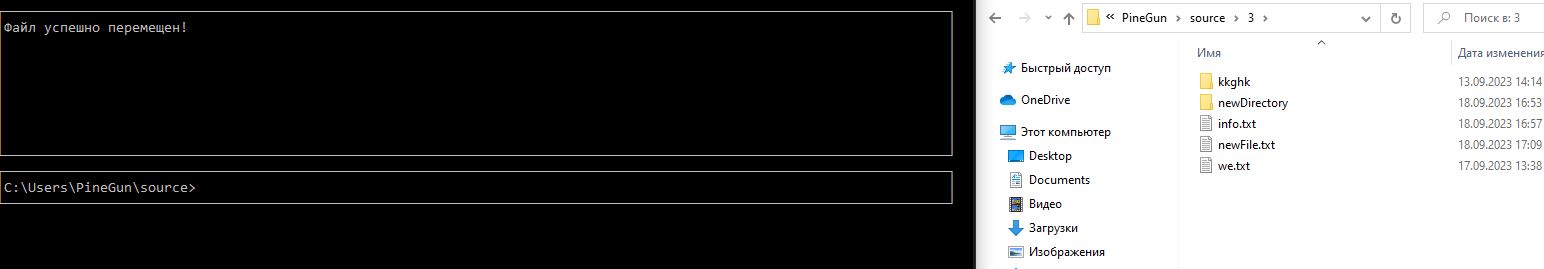 Файл успешно перемещен!
C:\Users\PineGun\source>
« PineGun › source › 3 ›
Поиск в: 3
Имя
Дата изменения
Быстрый доступ
OneDrive
Этот компьютер
Desktop
Documents
Видео
Загрузки
Изображения
kkghk 13.09.2023 14:14
newDirectory 18.09.2023 16:53
info.txt 18.09.2023 16:57
newFile.txt 18.09.2023 17:09
we.txt 17.09.2023 13:38